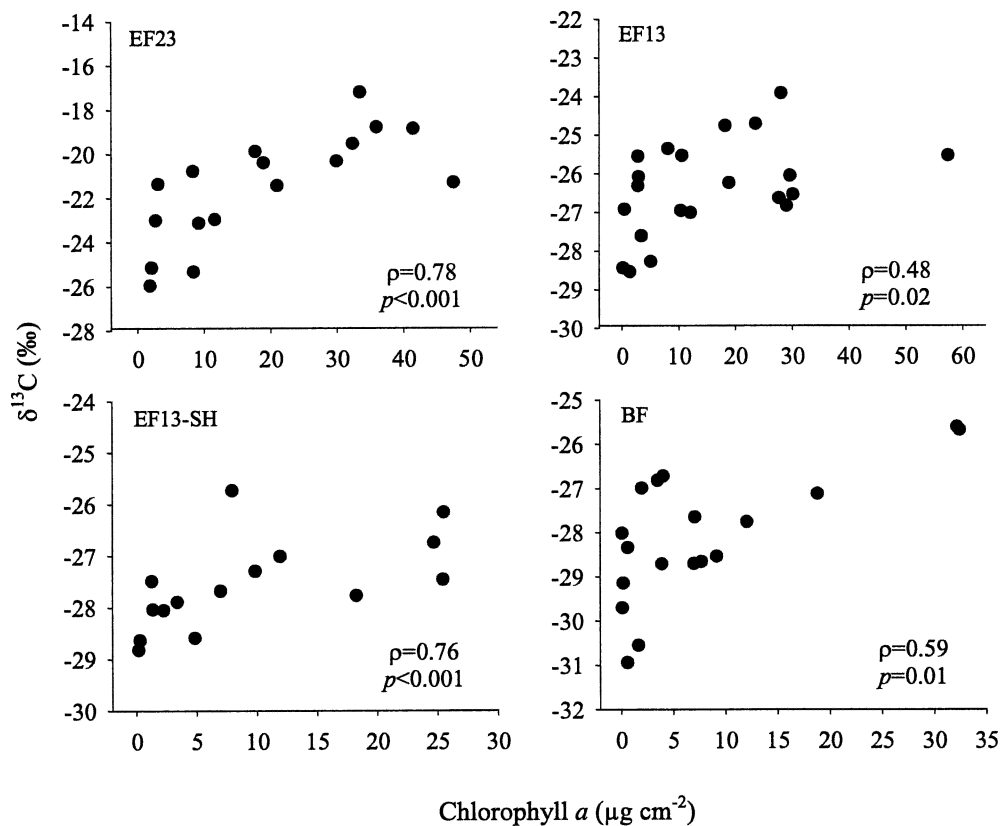 EF23
-14
-16
-18
-20
-22
-24
-26
-28
0 10 20 30 40 50
ρ=0.78
p<0.001
EF13
-22
-23
-24
-25
-26
-27
-28
-29
-30
0 10 20 30 40 50 60
ρ=0.48
p=0.02
δ13C (‰)
EF13-SH
-24
-25
-26
-27
-28
-29
-30
0 5 10 15 20 25 30
ρ=0.76
p<0.001
BF
-25
-26
-27
-28
-29
-30
-31
-32
0 5 10 15 20 25 30 35
ρ=0.59
p=0.01
Chlorophyll a (µg cm-2)